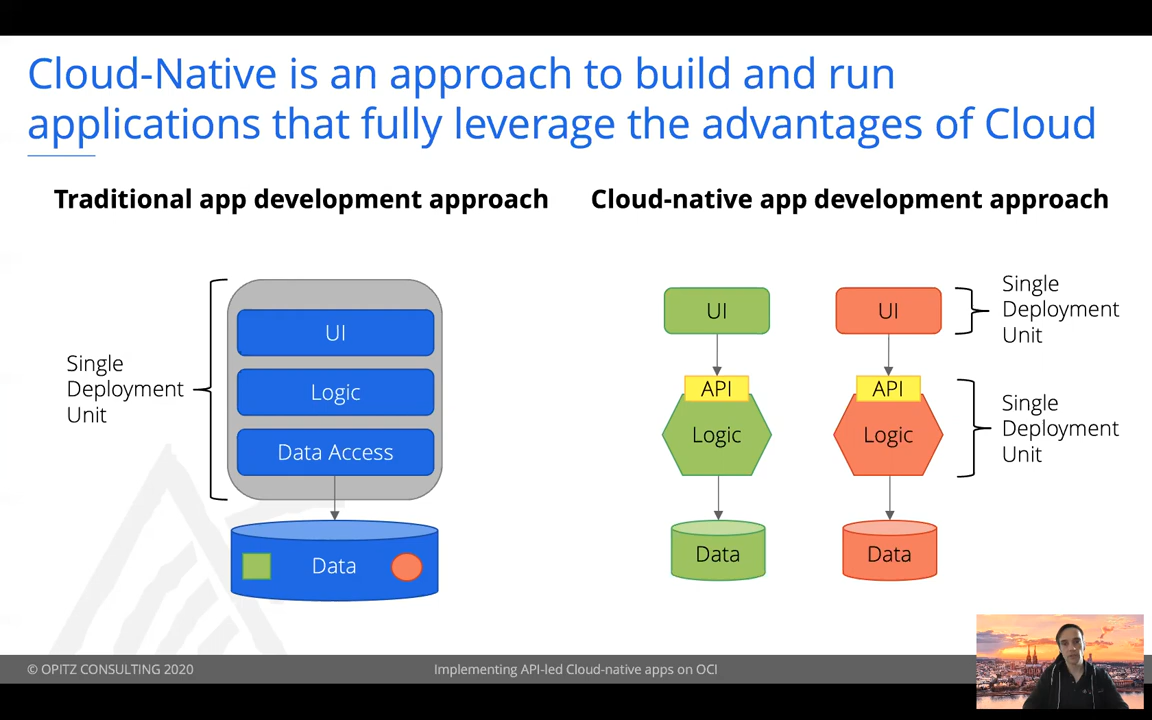 Cloud-Native is an approach to build and run
applications that fully leverage the advantages of Cloud
Traditional app development approach
Single
Deployment
Unit
UI
Logic
Data Access
Data
Cloud-native app development approach
UI
API
Logic
Data
UI
API
Logic
Data
Single
Deployment
Unit
Single
Deployment
Unit
© OPITZ CONSULTING 2020
Implementing API-led Cloud-native apps on OCI